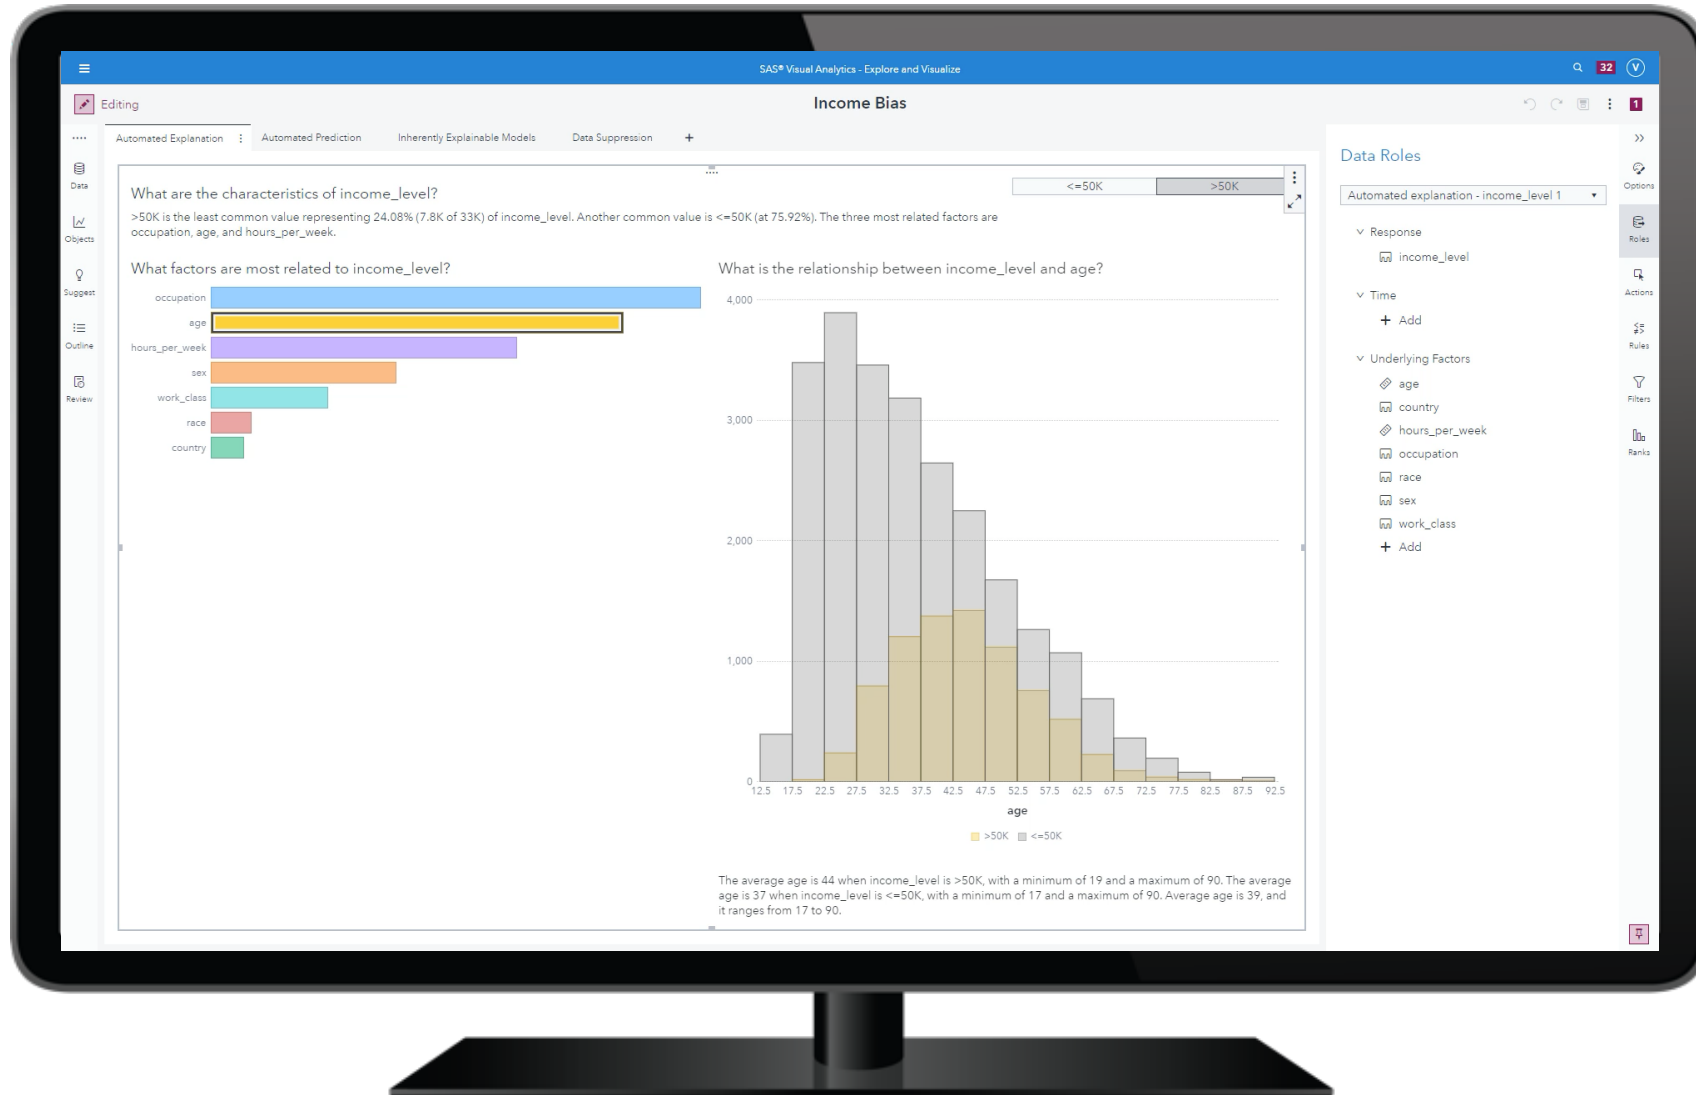 SAS® Visual Analytics - Explore and Visualize
32
V
Editing
Income Bias
1
Automated Explanation
Automated Prediction
Inherently Explainable Models
Data Suppression
+
Data
Objects
Suggest
Outline
Review
What are the characteristics of income_level?
<=50K
>50K
>50K is the least common value representing 24.08% (7.8K of 33K) of income_level. Another common value is <=50K (at 75.92%). The three most related factors are
occupation, age, and hours_per_week.
What factors are most related to income_level?
occupation
age
hours_per_week
sex
work_class
race
country
What is the relationship between income_level and age?
4,000
3,000
2,000
1,000
0
12.5 17.5 22.5 27.5 32.5 37.5 42.5 47.5 52.5 57.5 62.5 67.5 72.5 77.5 82.5 87.5 92.5
age
>50K <=50K
The average age is 44 when income_level is >50K, with a minimum of 19 and a maximum of 90. The average
age is 37 when income_level is <=50K, with a minimum of 17 and a maximum of 90. Average age is 39, and
it ranges from 17 to 90.
Data Roles
Automated explanation - income_level 1
Response
income_level
Time
+ Add
Underlying Factors
age
country
hours_per_week
occupation
race
sex
work_class
+ Add
Options
Roles
Actions
Rules
Filters
Ranks